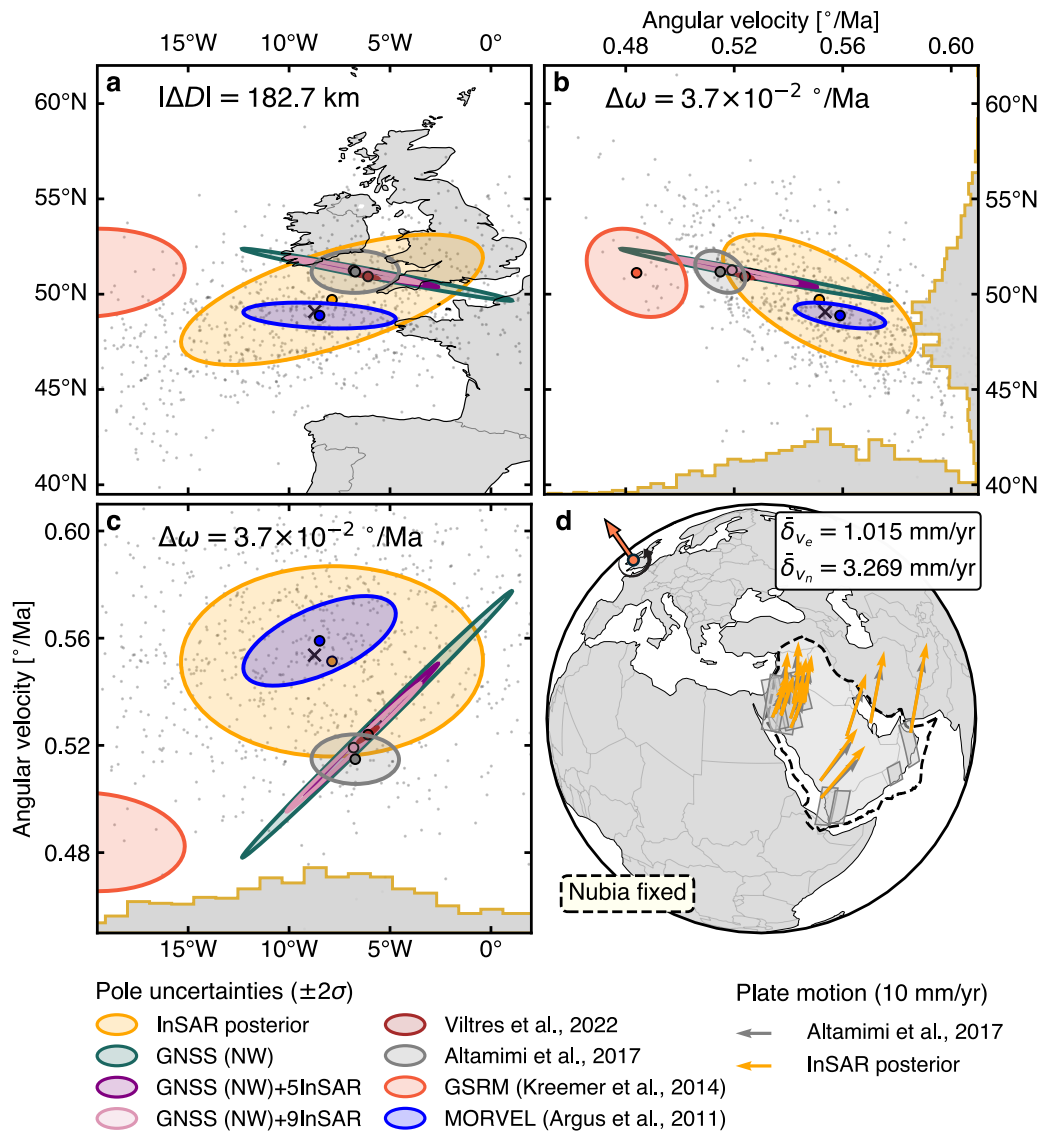 Angular velocity [°/Ma]
15°W 10°W 5°W 0°
0.48 0.52 0.56 0.60
a
|ΔD| = 182.7 km
b
Δω = 3.7×10⁻² °/Ma
60°N
55°N
50°N
45°N
40°N
60°N
55°N
50°N
45°N
40°N
c
Δω = 3.7×10⁻² °/Ma
Angular velocity [°/Ma]
0.60
0.56
0.52
0.48
15°W 10°W 5°W 0°
d
δ̄vₑ = 1.015 mm/yr
δ̄vₙ = 3.269 mm/yr
Nubia fixed
Pole uncertainties (±2σ)
InSAR posterior
GNSS (NW)
GNSS (NW)+5InSAR
GNSS (NW)+9InSAR
Viltres et al., 2022
Altamimi et al., 2017
GSRM (Kreemer et al., 2014)
MORVEL (Argus et al., 2011)
Plate motion (10 mm/yr)
Altamimi et al., 2017
InSAR posterior